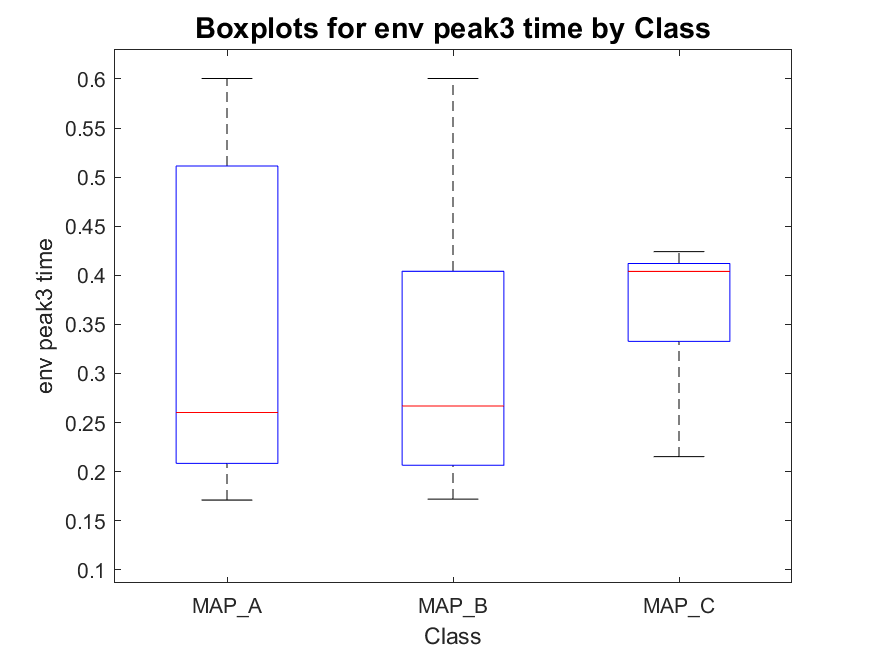 Boxplots for env peak3 time by Class
env peak3 time
0.6
0.55
0.5
0.45
0.4
0.35
0.3
0.25
0.2
0.15
0.1
MAP_A MAP_B MAP_C
Class